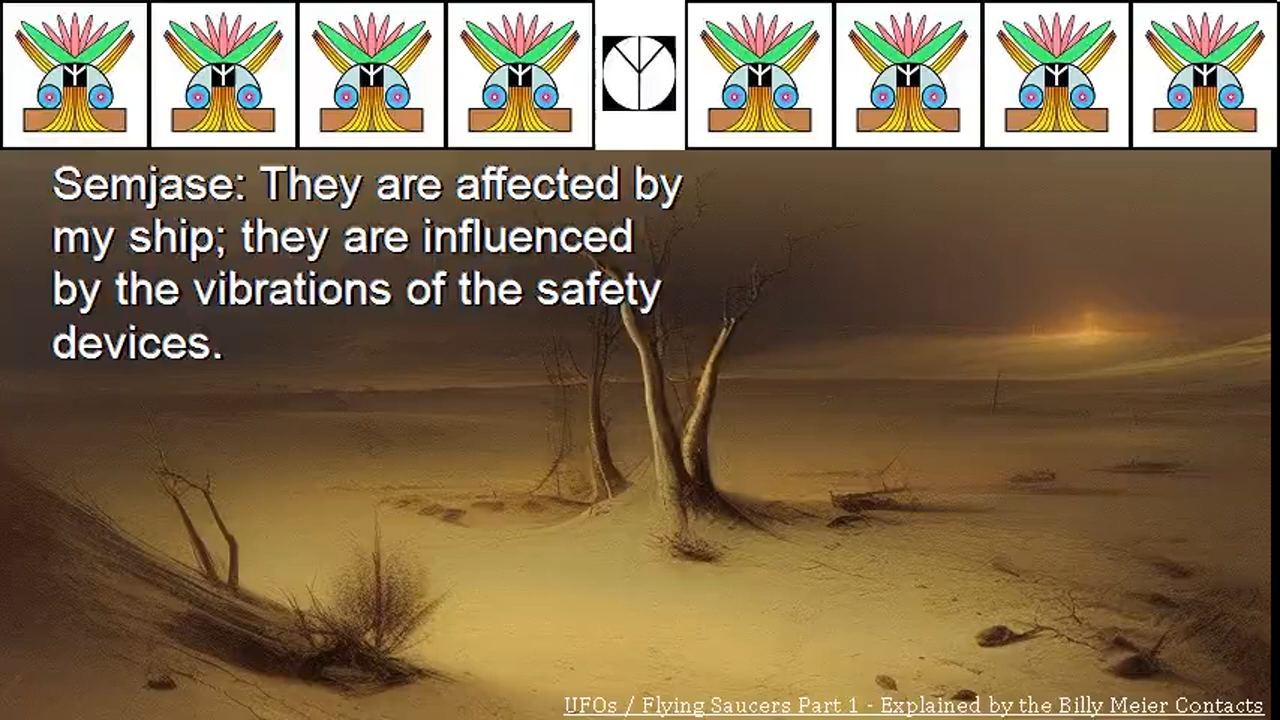 Semjase: They are affected by
my ship; they are influenced
by the vibrations of the safety
devices.
UFOs / Flying Saucers Part 1 - Explained by the Billy Meier Contacts